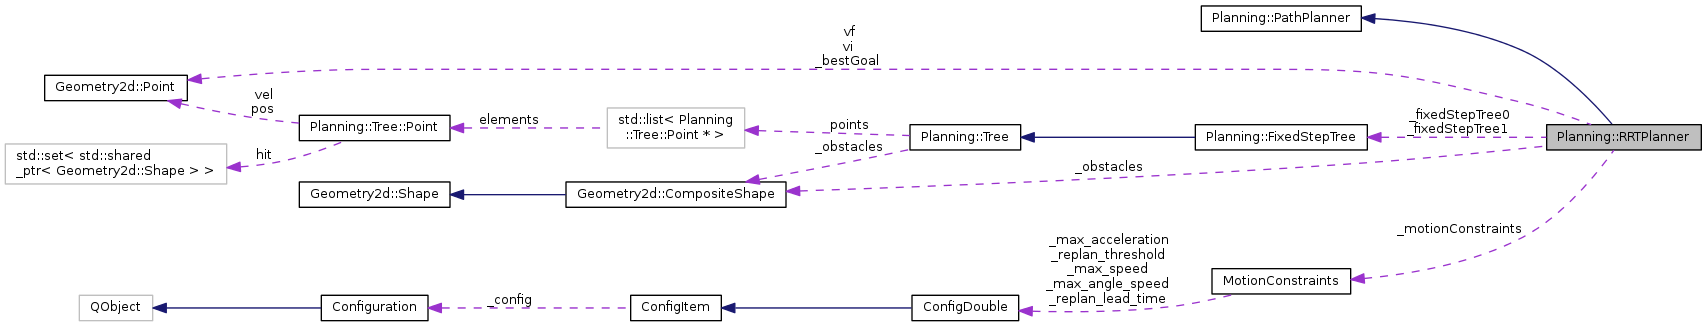 Planning::PathPlanner
vf
vi
_bestGoal
Geometry2d::Point
vel
pos
Planning::Tree::Point
elements
std::list< Planning
::Tree::Point * >
points
Planning::Tree
Planning::FixedStepTree
_fixedStepTree0
_fixedStepTree1
Planning::RRTPlanner
std::set< std::shared
_ptr< Geometry2d::Shape > >
hit
_obstacles
_obstacles
Geometry2d::Shape
Geometry2d::CompositeShape
_motionConstraints
_max_acceleration
_replan_threshold
_max_speed
_max_angle_speed
_replan_lead_time
MotionConstraints
QObject
Configuration
_config
ConfigItem
ConfigDouble